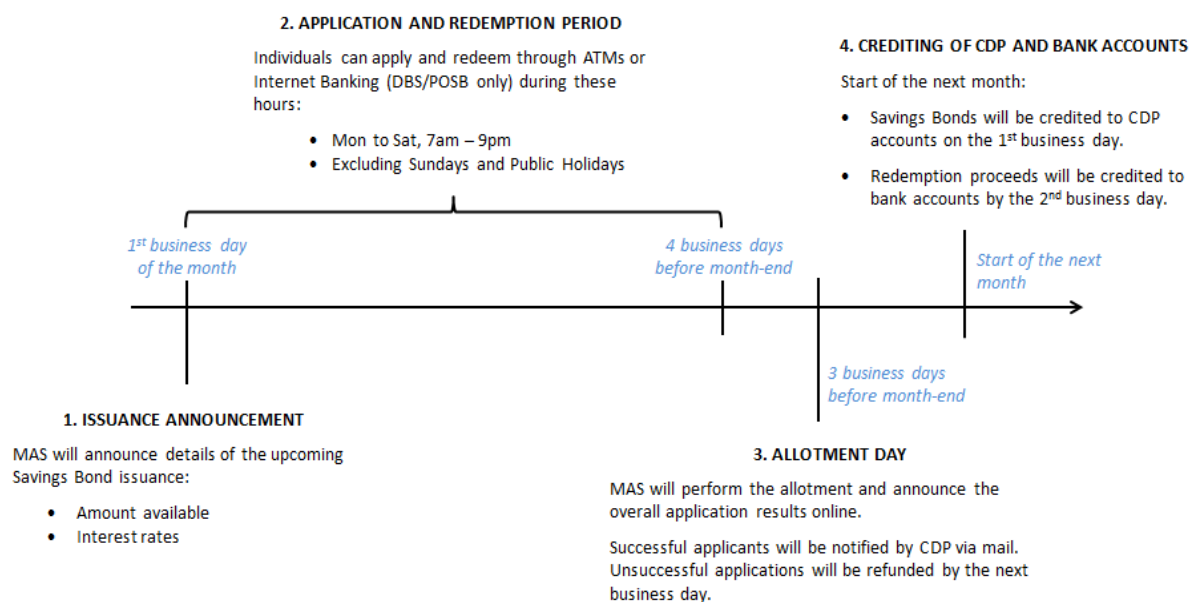 2. APPLICATION AND REDEMPTION PERIOD
Individuals can apply and redeem through ATMs or
Internet Banking (DBS/POSB only) during these
hours:
• Mon to Sat, 7am – 9pm
• Excluding Sundays and Public Holidays
4. CREDITING OF CDP AND BANK ACCOUNTS
Start of the next month:
• Savings Bonds will be credited to CDP
accounts on the 1st business day.
• Redemption proceeds will be credited to
bank accounts by the 2nd business day.
1st business day
of the month
4 business days
before month-end
Start of the next
month
3 business days
before month-end
1. ISSUANCE ANNOUNCEMENT
MAS will announce details of the upcoming
Savings Bond issuance:
• Amount available
• Interest rates
3. ALLOTMENT DAY
MAS will perform the allotment and announce the
overall application results online.
Successful applicants will be notified by CDP via mail.
Unsuccessful applications will be refunded by the next
business day.